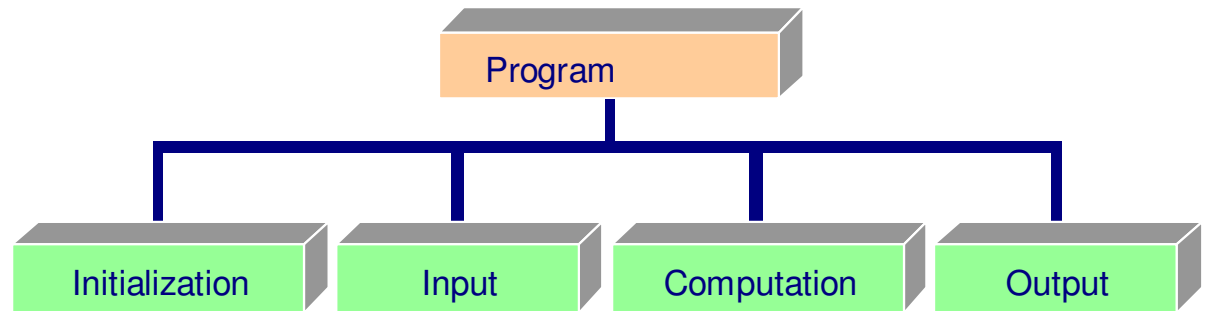 Program
Initialization
Input
Computation
Output